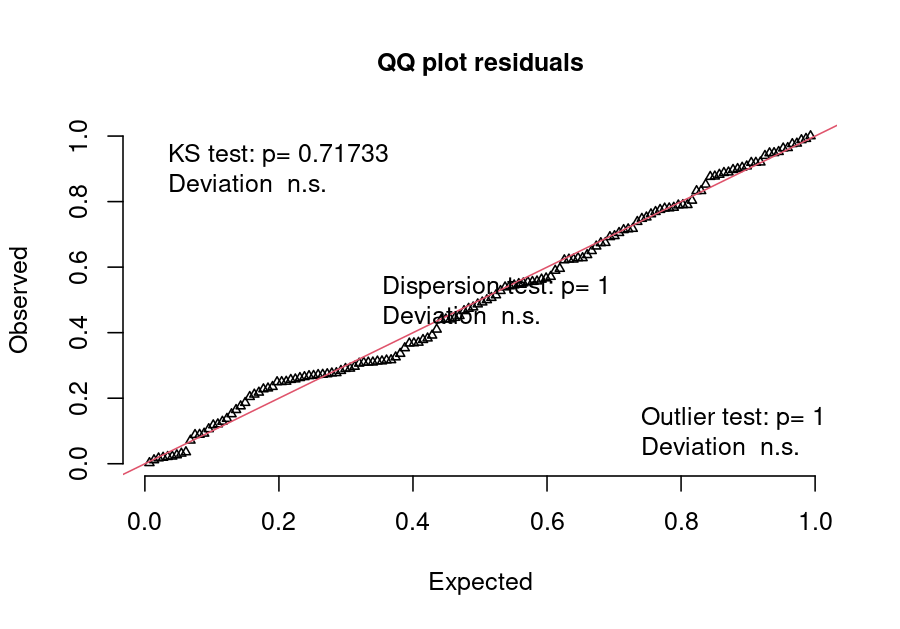 QQ plot residuals
KS test: p= 0.71733
Deviation  n.s.
Dispersion test: p= 1
Deviation  n.s.
Outlier test: p= 1
Deviation  n.s.
Observed
0.0 0.2 0.4 0.6 0.8 1.0
0.0 0.2 0.4 0.6 0.8 1.0
Expected